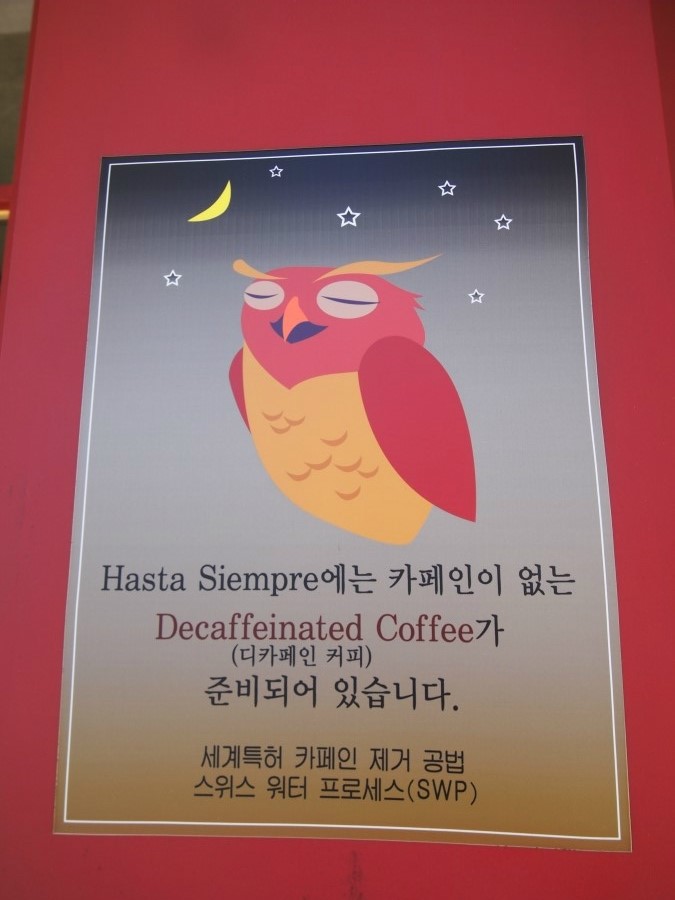 Hasta Siempre에는 카페인이 없는
Decaffeinated Coffee가
(디카페인 커피)
준비되어 있습니다.
세계특허 카페인 제거 공법
스위스 워터 프로세스(SWP)